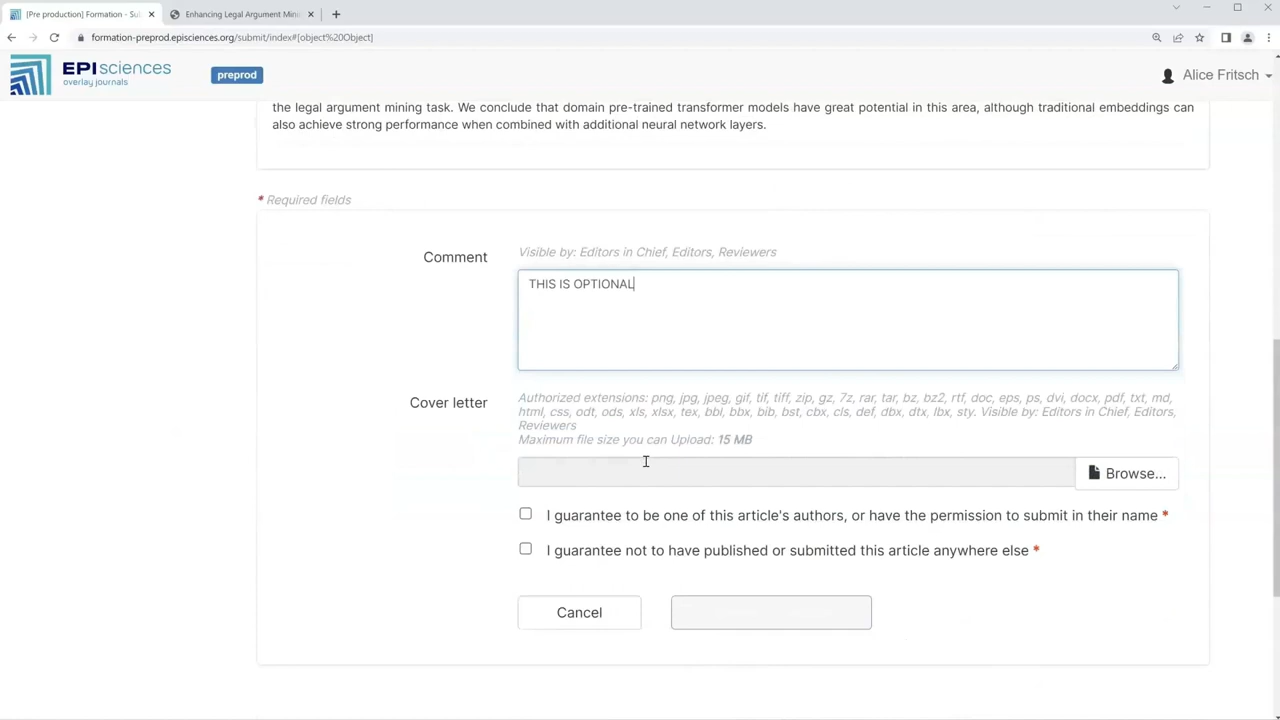 [Pre production] Formation - Su
Enhancing Legal Argument Mini
formation-preprod.episciences.org/submit/index#[object%20Object]
EPIsciences
overlay journals
preprod
Alice Fritsch
the legal argument mining task. We conclude that domain pre-trained transformer models have great potential in this area, although traditional embeddings can
also achieve strong performance when combined with additional neural network layers.
* Required fields
Comment
Visible by: Editors in Chief, Editors, Reviewers
THIS IS OPTIONAL
Cover letter
Authorized extensions: png, jpg, jpeg, gif, tif, tiff, zip, gz, 7z, rar, tar, bz, bz2, rtf, doc, eps, ps, dvi, docx, pdf, txt, md,
html, css, odt, ods, xls, xlsx, tex, bbl, bbx, bib, bst, cbx, cls, def, dbx, dtx, lbx, sty. Visible by: Editors in Chief, Editors,
Reviewers
Maximum file size you can Upload: 15 MB
Browse...
I guarantee to be one of this article's authors, or have the permission to submit in their name *
I guarantee not to have published or submitted this article anywhere else *
Cancel